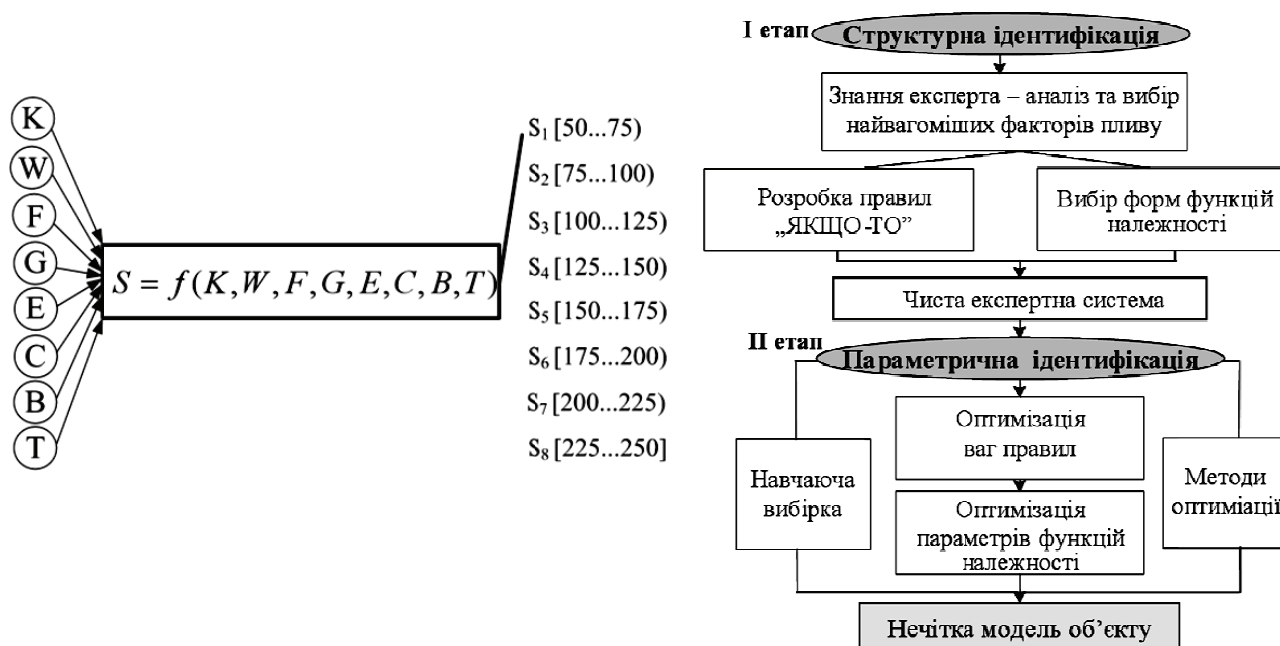 K
W
F
G
E
C
B
T
S = f(K,W,F,G,E,C,B,T)
S₁ [50...75)
S₂ [75...100)
S₃ [100...125)
S₄ [125...150)
S₅ [150...175)
S₆ [175...200)
S₇ [200...225)
S₈ [225...250]
I етап
Структурна ідентифікація
Знання експерта – аналіз та вибір
найвагоміших факторів пливу
Розробка правил
„ЯКЩО-ТО”
Вибір форм функцій
належності
Чиста експертна система
II етап
Параметрична ідентифікація
Оптимізація
ваг правил
Навчаюча
вибірка
Оптимізація
параметрів функцій
належності
Методи
оптиміації
Нечітка модель об’єкту